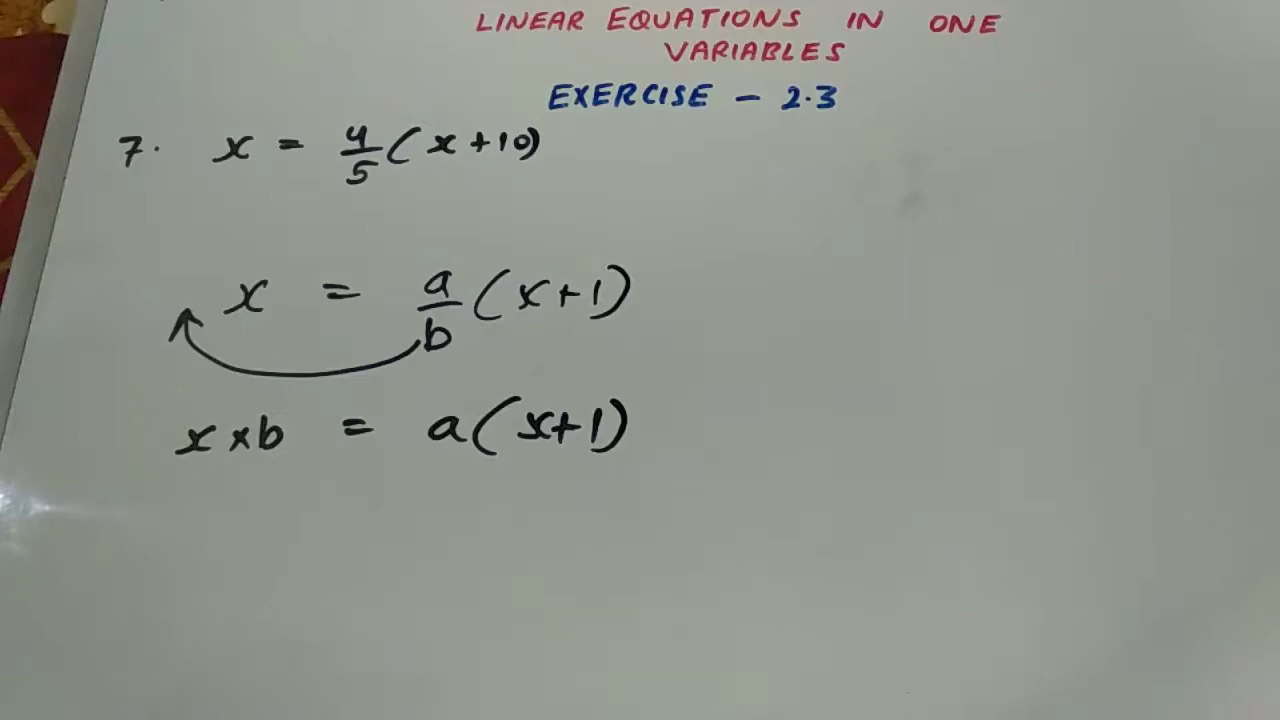 LINEAR EQUATIONS IN ONE
VARIABLES
EXERCISE - 2.3
7. x = 4/5 (x+10)
x = a/b (x+1)
x×b = a(x+1)